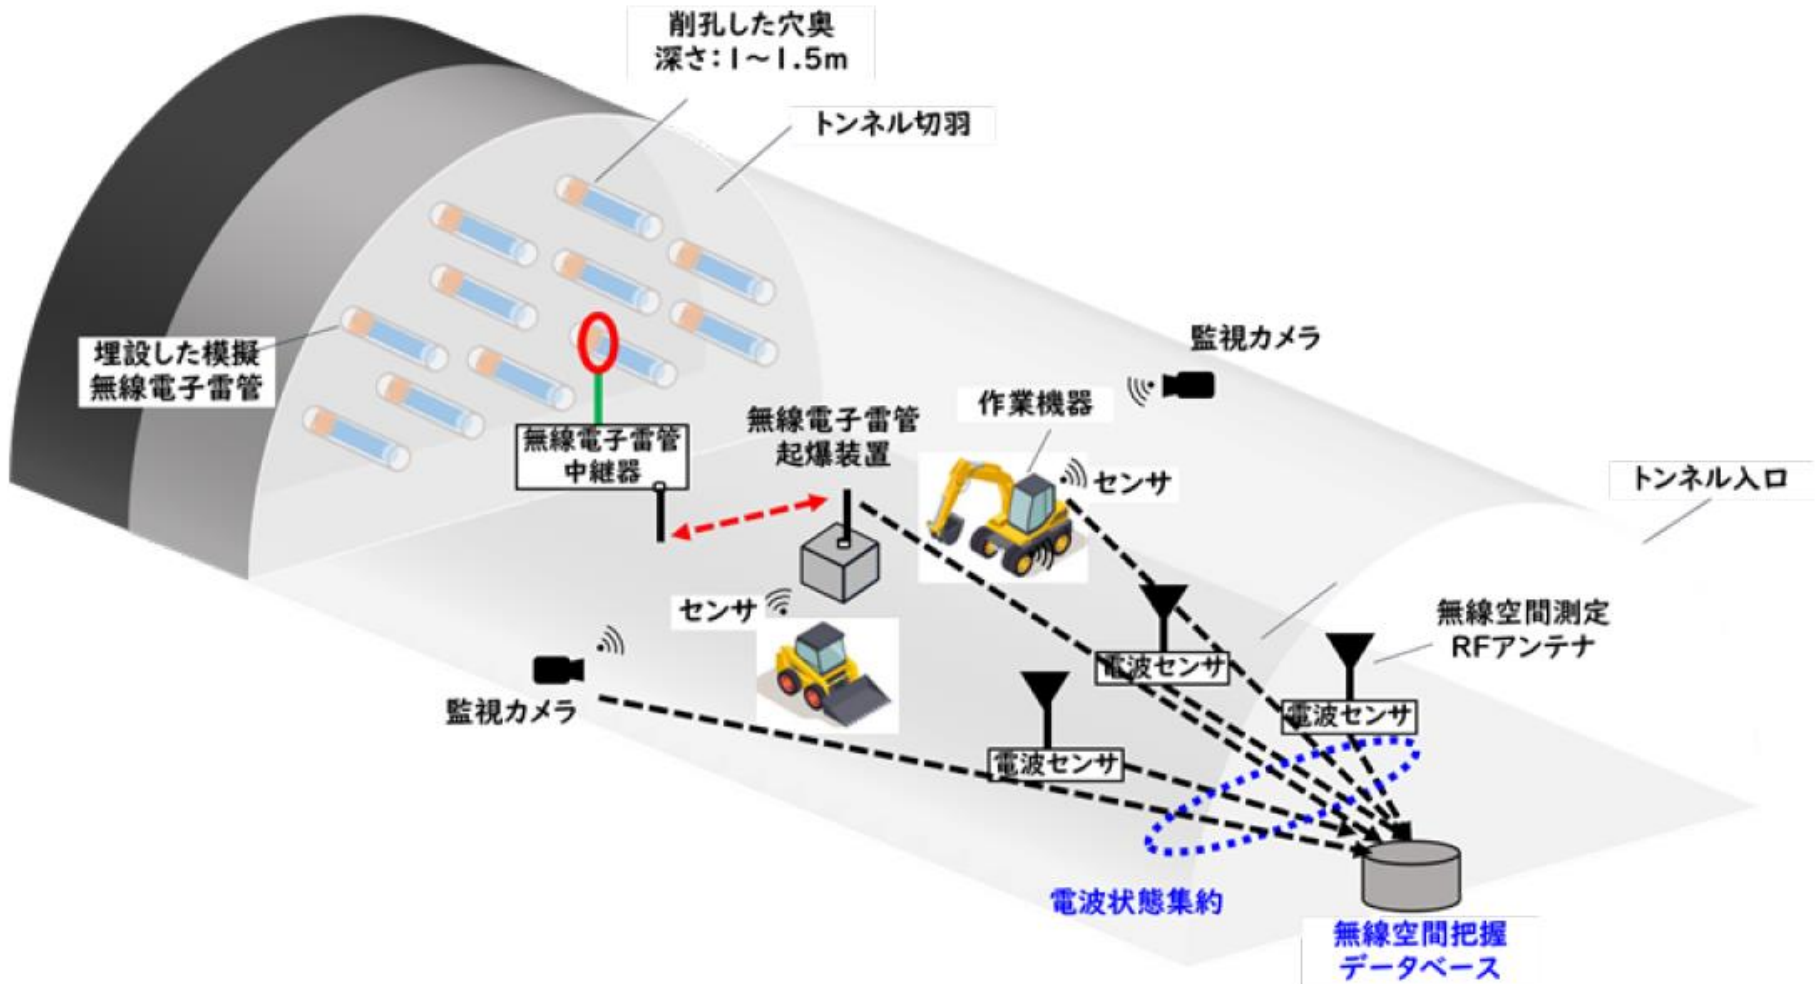 削孔した穴奥
深さ：1〜1.5m
トンネル切羽
埋設した模擬
無線電子雷管
監視カメラ
作業機器
無線電子雷管
起爆装置
無線電子雷管
中継器
センサ
トンネル入口
センサ
無線空間測定
RFアンテナ
電波センサ
監視カメラ
電波センサ
電波センサ
電波状態集約
無線空間把握
データベース